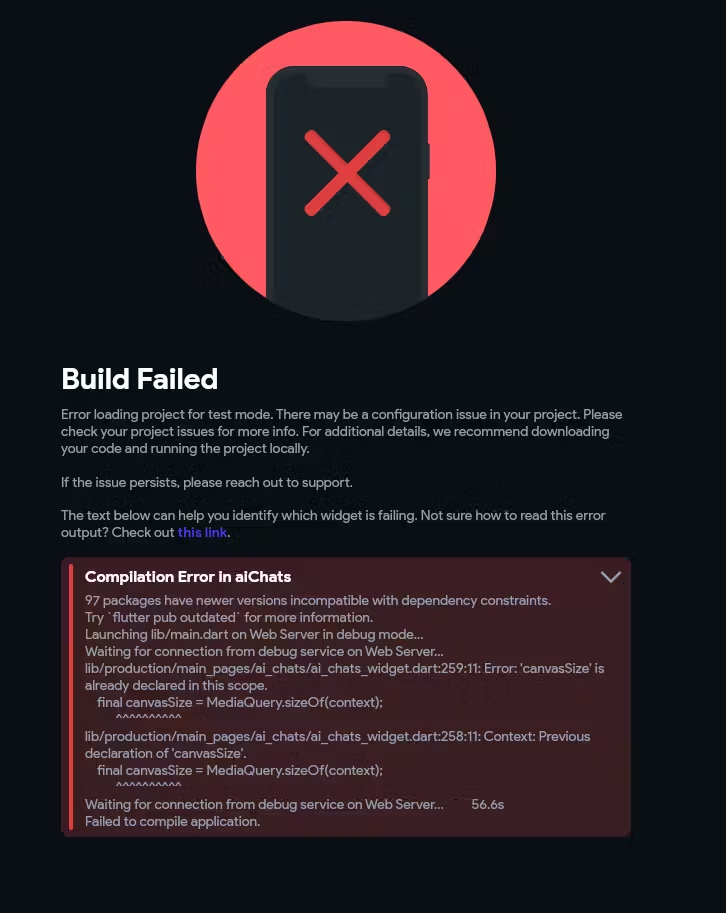 Build Failed
Error loading project for test mode. There may be a configuration issue in your project. Please
check your project issues for more info. For additional details, we recommend downloading
your code and running the project locally.
If the issue persists, please reach out to support.
The text below can help you identify which widget is failing. Not sure how to read this error
output? Check out this link.
Compilation Error in aiChats
97 packages have newer versions incompatible with dependency constraints.
Try `flutter pub outdated` for more information.
Launching lib/main.dart on Web Server in debug mode...
Waiting for connection from debug service on Web Server...
lib/production/main_pages/ai_chats/ai_chats_widget.dart:259:11: Error: 'canvasSize' is
already declared in this scope.
final canvasSize = MediaQuery.sizeOf(context);
^^^^^^^^^^
lib/production/main_pages/ai_chats/ai_chats_widget.dart:258:11: Context: Previous
declaration of 'canvasSize'.
final canvasSize = MediaQuery.sizeOf(context);
^^^^^^^^^^
Waiting for connection from debug service on Web Server... 56.6s
Failed to compile application.